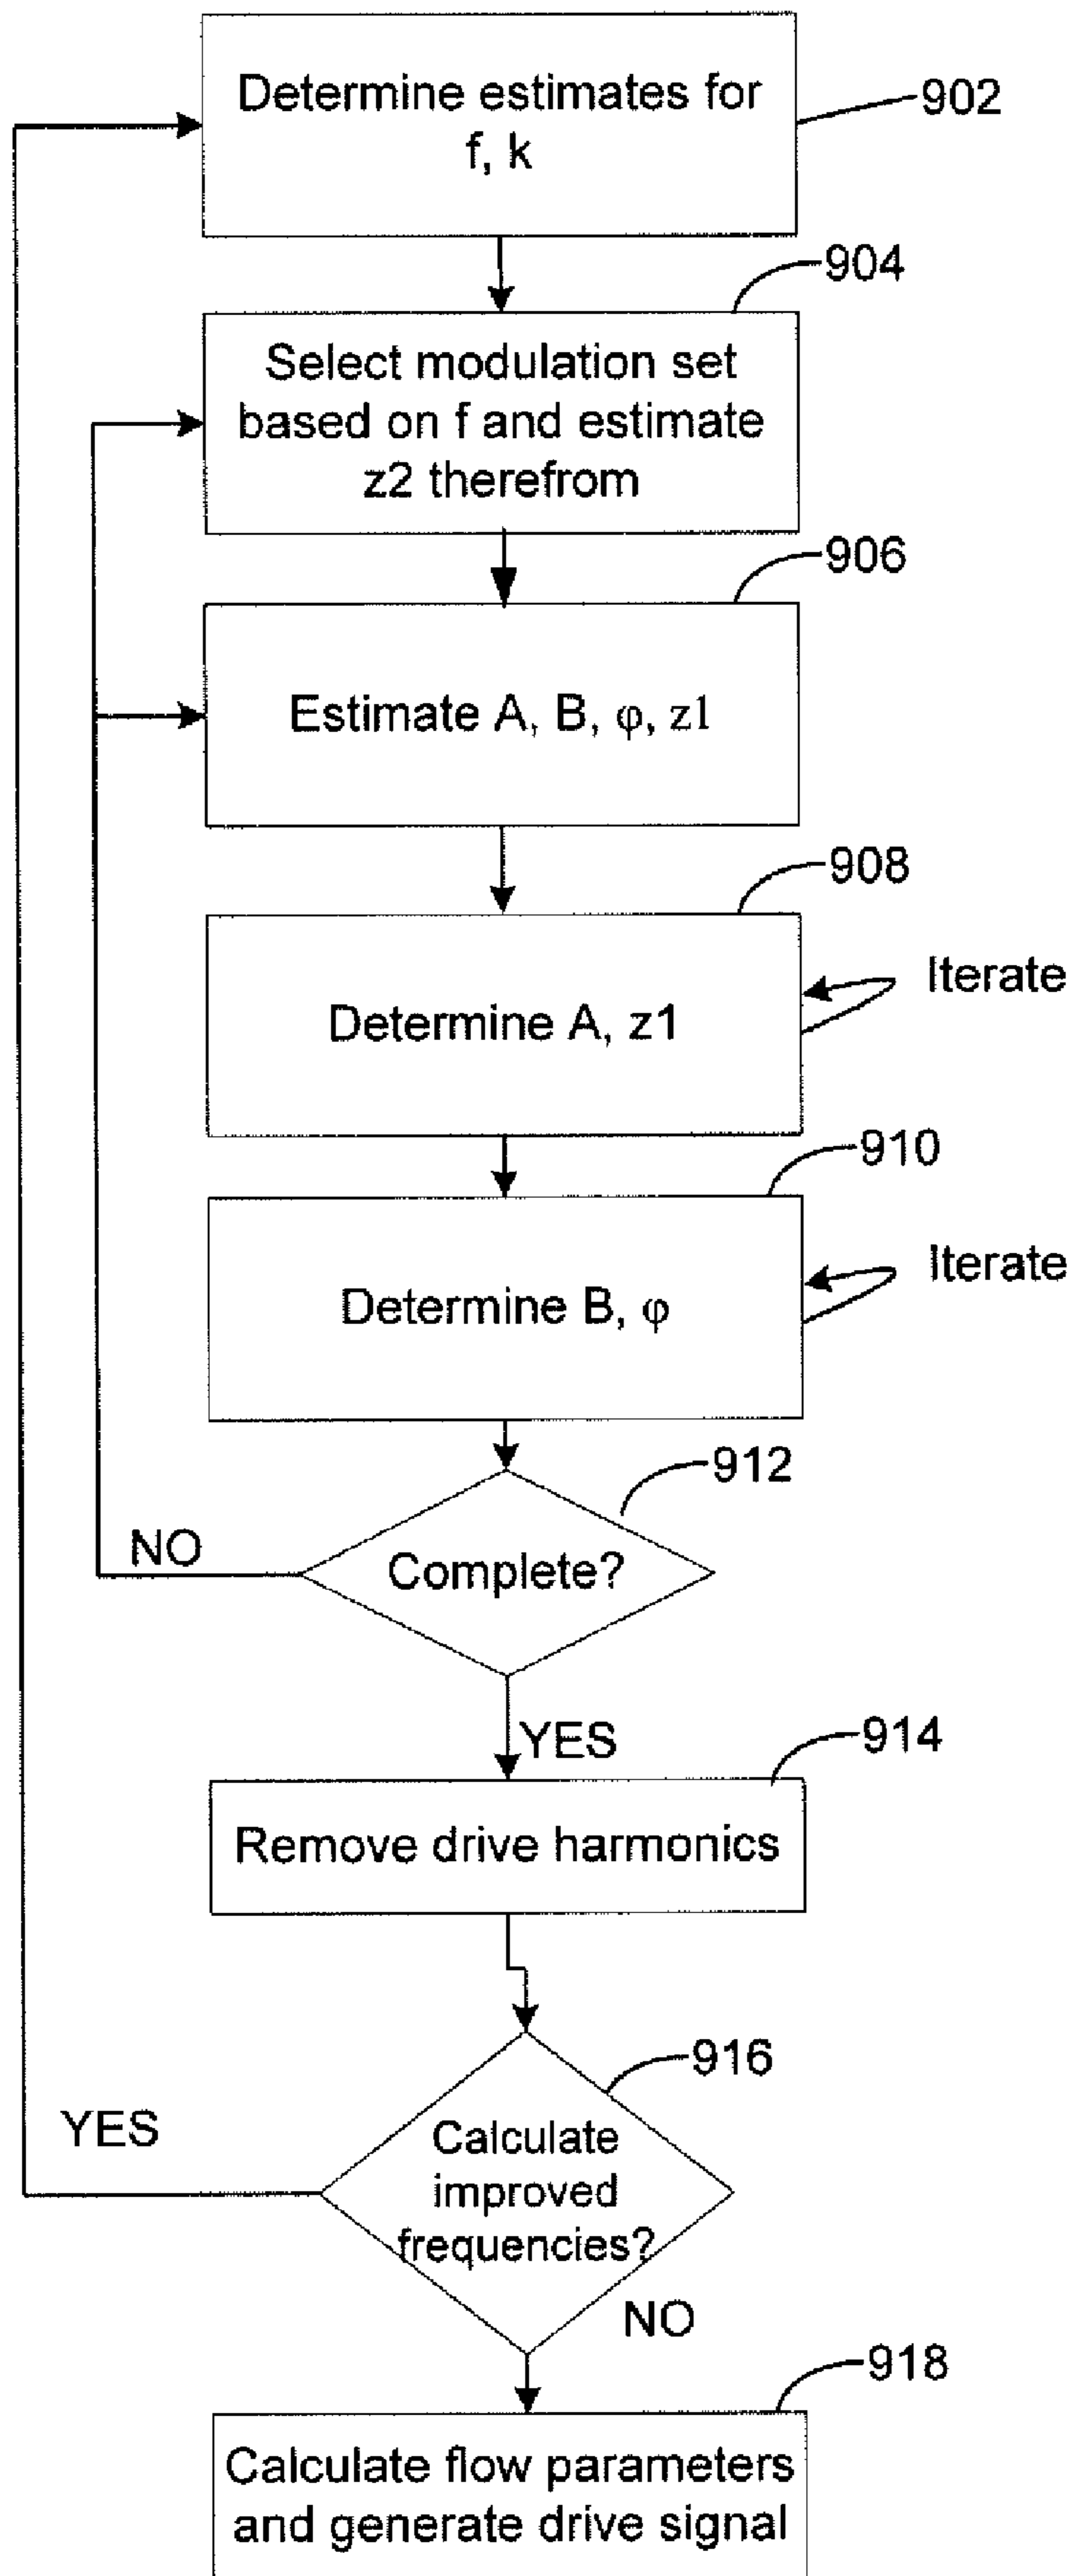 Determine estimates for
f, k
902
904
Select modulation set
based on f and estimate
z2 therefrom
906
Estimate A, B, φ, z1
908
Iterate
Determine A, z1
910
Iterate
Determine B, φ
912
NO
Complete?
YES
914
Remove drive harmonics
916
YES
Calculate
improved
frequencies?
NO
918
Calculate flow parameters
and generate drive signal